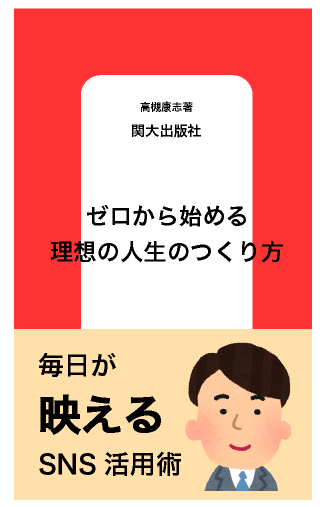 高槻康志著
関大出版社
ゼロから始める
理想の人生のつくり方
毎日が
映える
SNS 活用術